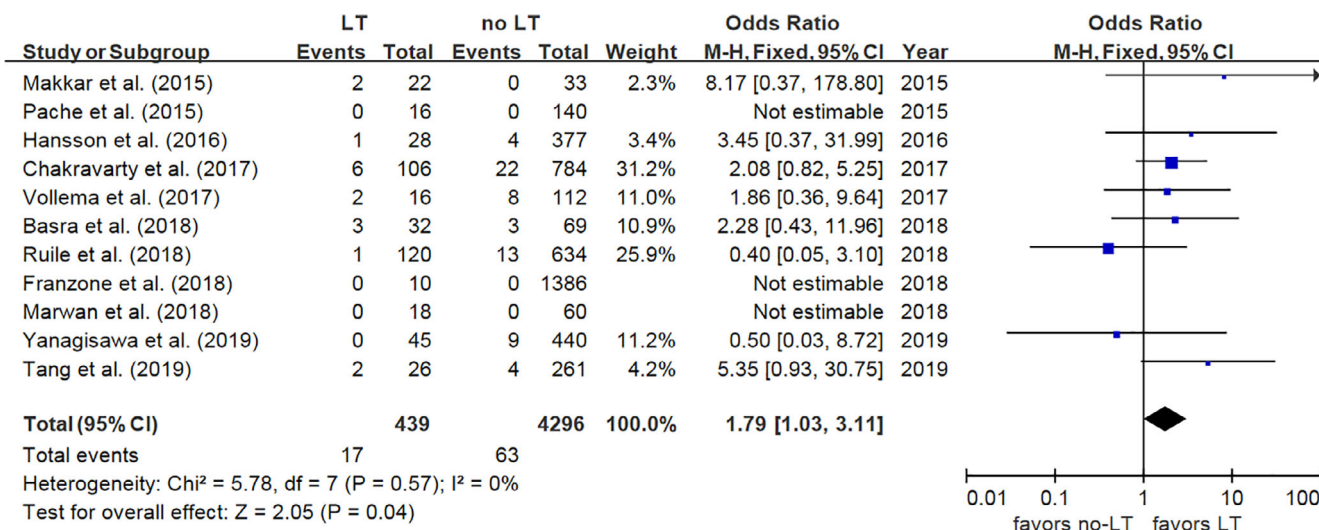 LT no LT Odds Ratio Odds Ratio
Study or Subgroup Events Total Events Total Weight M-H, Fixed, 95% CI Year M-H, Fixed, 95% CI
Makkar et al. (2015) 2 22 0 33 2.3% 8.17 [0.37, 178.80] 2015
Pache et al. (2015) 0 16 0 140 Not estimable 2015
Hansson et al. (2016) 1 28 4 377 3.4% 3.45 [0.37, 31.99] 2016
Chakravarty et al. (2017) 6 106 22 784 31.2% 2.08 [0.82, 5.25] 2017
Vollema et al. (2017) 2 16 8 112 11.0% 1.86 [0.36, 9.64] 2017
Basra et al. (2018) 3 32 3 69 10.9% 2.28 [0.43, 11.96] 2018
Ruile et al. (2018) 1 120 13 634 25.9% 0.40 [0.05, 3.10] 2018
Franzone et al. (2018) 0 10 0 1386 Not estimable 2018
Marwan et al. (2018) 0 18 0 60 Not estimable 2018
Yanagisawa et al. (2019) 0 45 9 440 11.2% 0.50 [0.03, 8.72] 2019
Tang et al. (2019) 2 26 4 261 4.2% 5.35 [0.93, 30.75] 2019
Total (95% CI) 439 4296 100.0% 1.79 [1.03, 3.11]
Total events 17 63
Heterogeneity: Chi² = 5.78, df = 7 (P = 0.57); I² = 0%
Test for overall effect: Z = 2.05 (P = 0.04)
0.01 0.1 1 10 100
favors no-LT favors LT